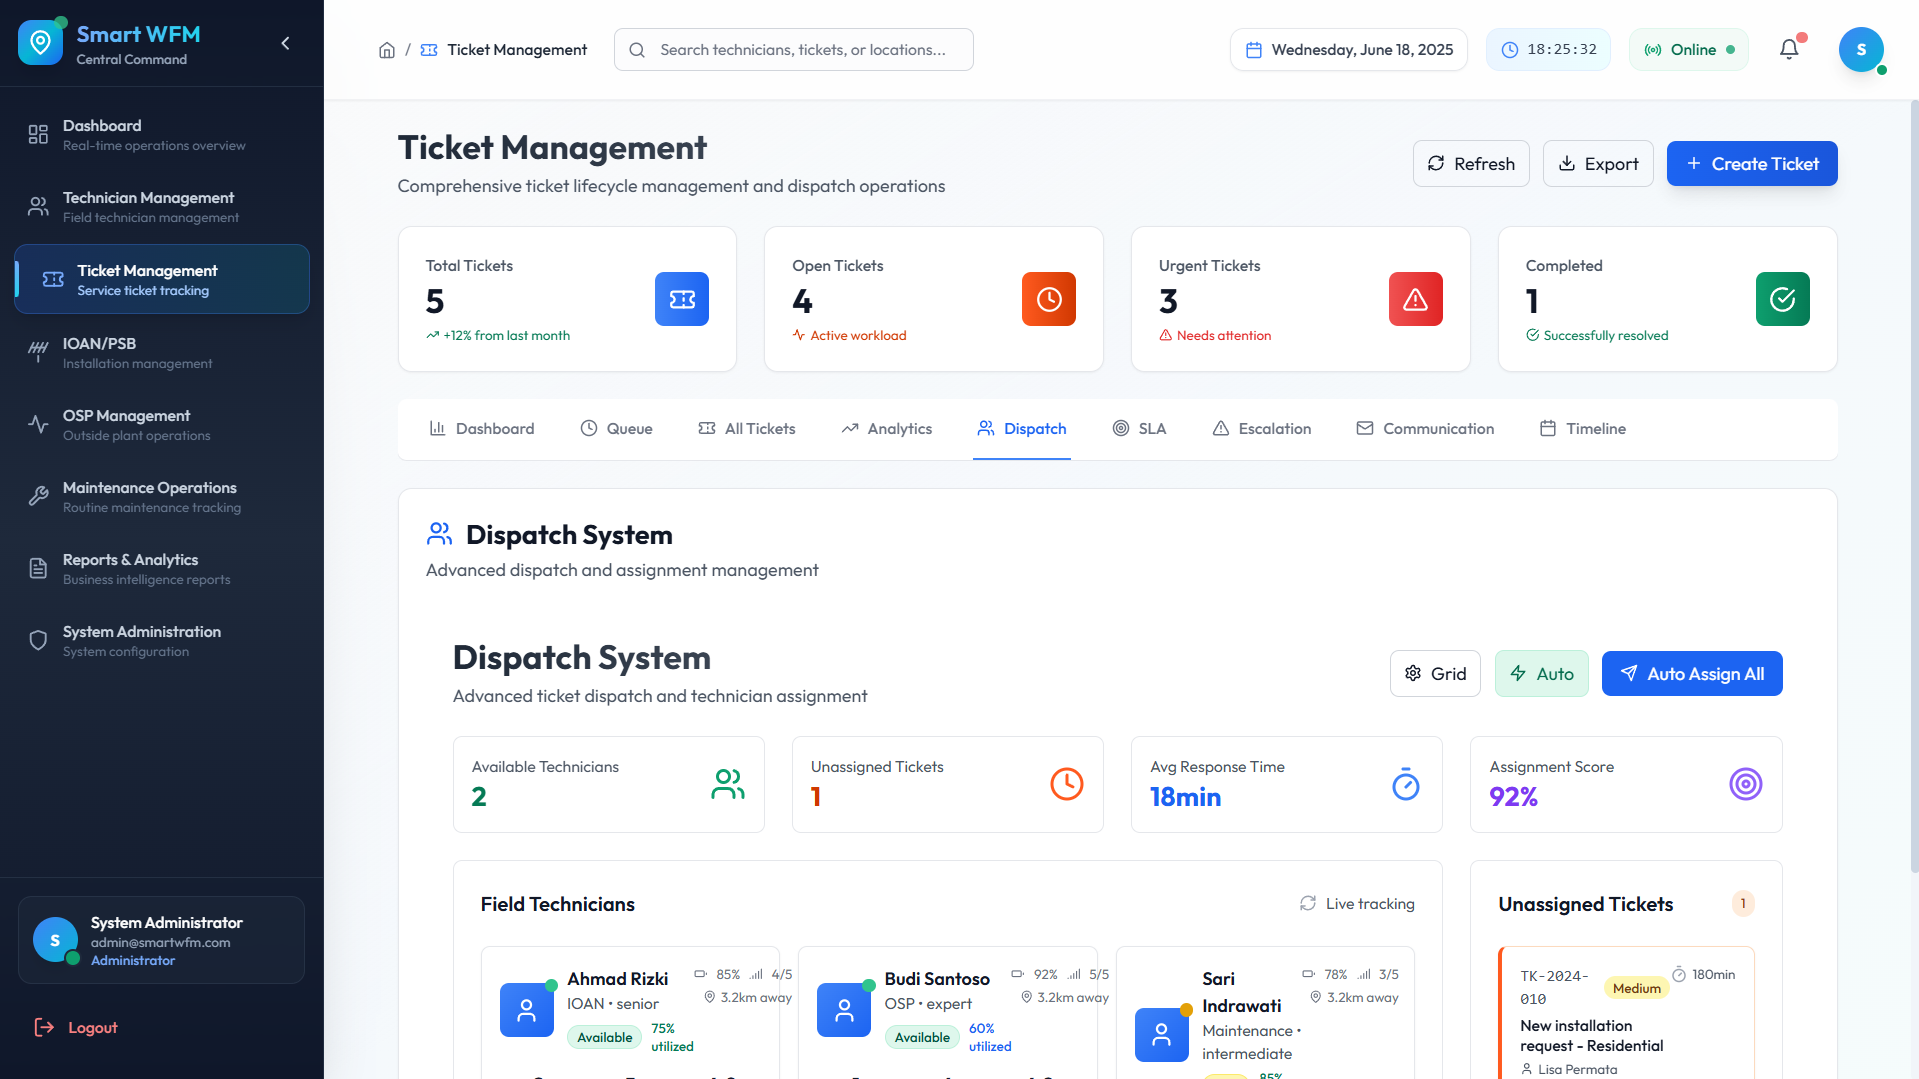 Smart WFM
Central Command
Dashboard
Real-time operations overview
Technician Management
Field technician management
Ticket Management
Service ticket tracking
IOAN/PSB
Installation management
OSP Management
Outside plant operations
Maintenance Operations
Routine maintenance tracking
Reports & Analytics
Business intelligence reports
System Administration
System configuration
S
System Administrator
admin@smartwfm.com
Administrator
Logout
/ Ticket Management
Search technicians, tickets, or locations...
Wednesday, June 18, 2025
18:25:32
Online
S
Ticket Management
Comprehensive ticket lifecycle management and dispatch operations
Refresh
Export
Create Ticket
Total Tickets
5
+12% from last month
Open Tickets
4
Active workload
Urgent Tickets
3
Needs attention
Completed
1
Successfully resolved
Dashboard
Queue
All Tickets
Analytics
Dispatch
SLA
Escalation
Communication
Timeline
Dispatch System
Advanced dispatch and assignment management
Dispatch System
Advanced ticket dispatch and technician assignment
Grid
Auto
Auto Assign All
Available Technicians
2
Unassigned Tickets
1
Avg Response Time
18min
Assignment Score
92%
Field Technicians
Live tracking
Ahmad Rizki
IOAN • senior
Available
75%
utilized
85%
4/5
3.2km away
Budi Santoso
OSP • expert
Available
60%
utilized
92%
5/5
3.2km away
Sari
Indrawati
Maintenance •
intermediate
85%
78%
3/5
3.2km away
Unassigned Tickets
1
TK-2024-
010
Medium
180min
New installation
request - Residential
Lisa Permata